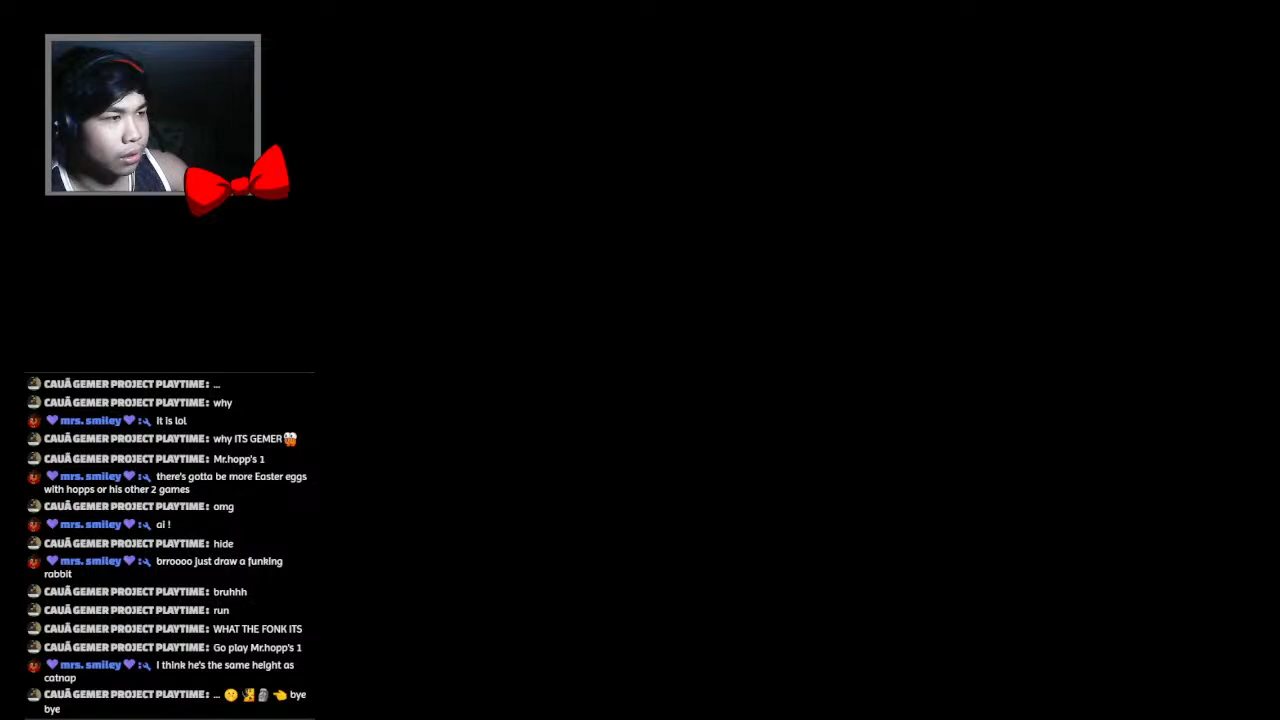 CAUÃ GEMER PROJECT PLAYTIME: ...
CAUÃ GEMER PROJECT PLAYTIME: why
💜 mrs. smiley 💜: it is lol
CAUÃ GEMER PROJECT PLAYTIME: why ITS GEMER
CAUÃ GEMER PROJECT PLAYTIME: Mr.hopp's 1
💜 mrs. smiley 💜: there's gotta be more Easter eggs
with hopps or his other 2 games
CAUÃ GEMER PROJECT PLAYTIME: omg
💜 mrs. smiley 💜: ai !
CAUÃ GEMER PROJECT PLAYTIME: hide
💜 mrs. smiley 💜: brroooo just draw a funking
rabbit
CAUÃ GEMER PROJECT PLAYTIME: bruhhh
CAUÃ GEMER PROJECT PLAYTIME: run
CAUÃ GEMER PROJECT PLAYTIME: WHAT THE FONK ITS
CAUÃ GEMER PROJECT PLAYTIME: Go play Mr.hopp's 1
💜 mrs. smiley 💜: I think he's the same height as
catnap
CAUÃ GEMER PROJECT PLAYTIME: ... 🤫 🧏 🗿 👈 bye
bye